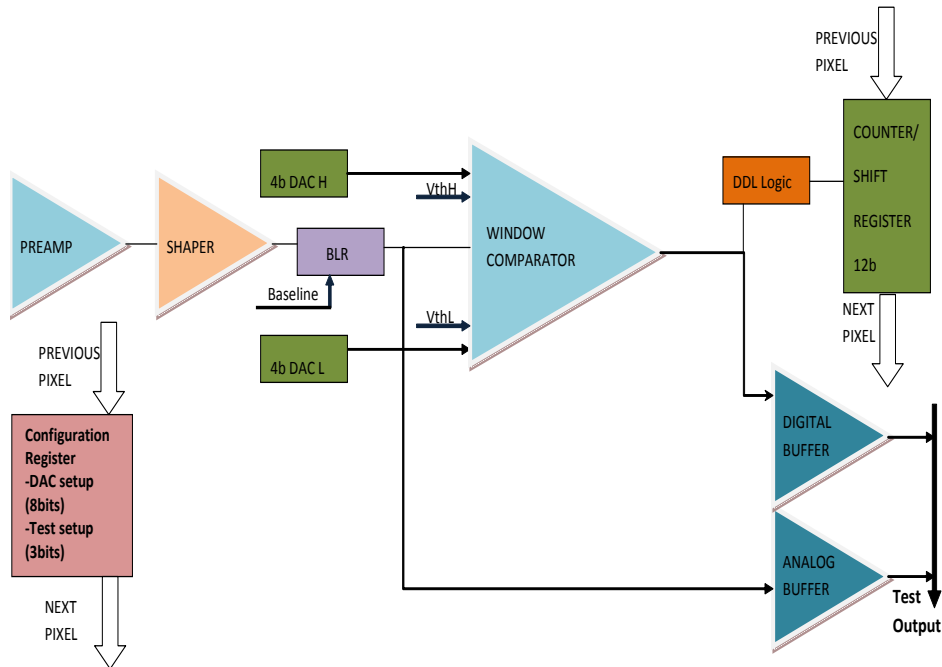 PREVIOUS
PIXEL
COUNTER/
SHIFT
REGISTER
12b
4b DAC H
VthH
DDL Logic
PREAMP
SHAPER
BLR
WINDOW
COMPARATOR
Baseline
VthL
4b DAC L
NEXT
PIXEL
PREVIOUS
PIXEL
Configuration
Register
-DAC setup
(8bits)
-Test setup
(3bits)
NEXT
PIXEL
DIGITAL
BUFFER
ANALOG
BUFFER
Test
Output